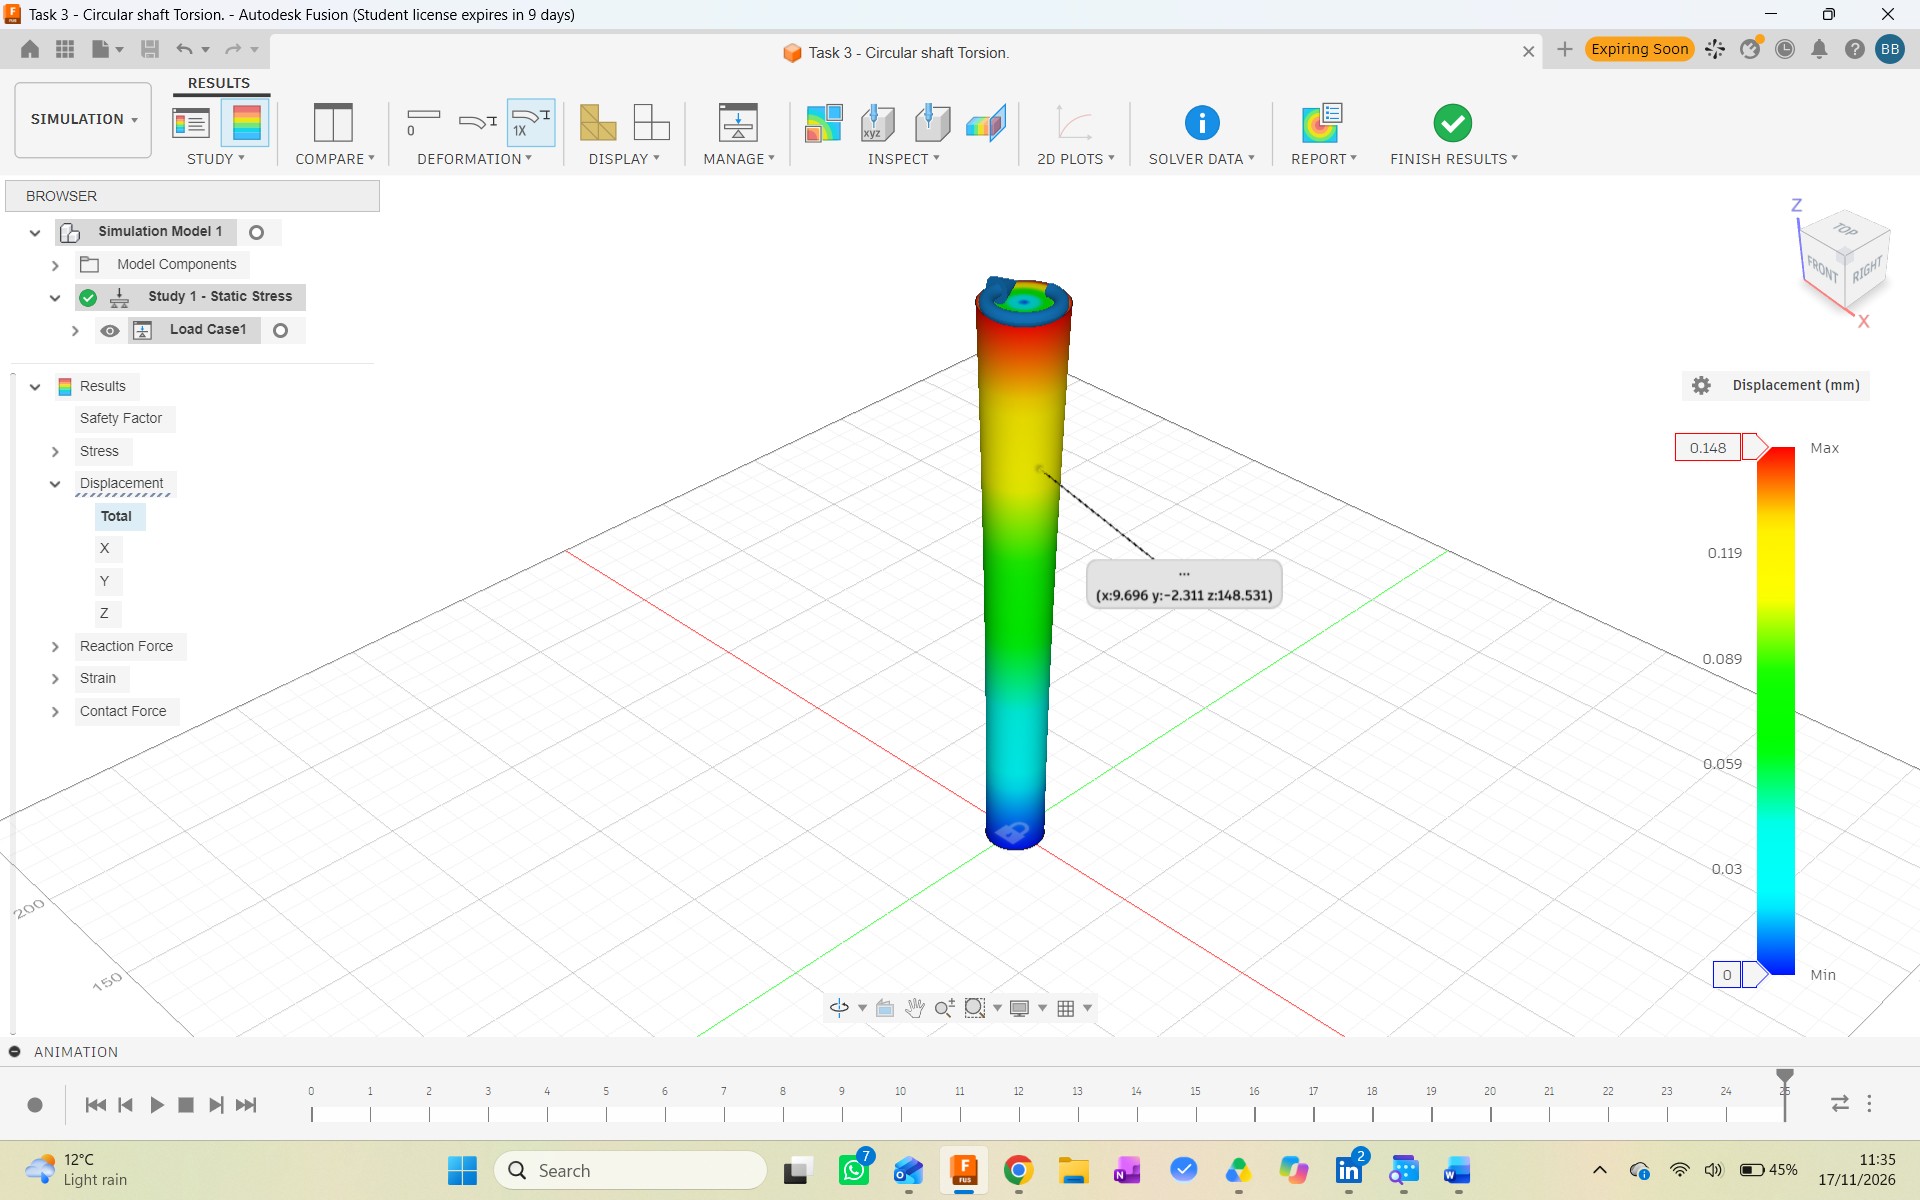 Task 3 - Circular shaft Torsion. - Autodesk Fusion (Student license expires in 9 days)
Task 3 - Circular shaft Torsion.
Expiring Soon
BB
RESULTS
SIMULATION
0
1X
xyz
STUDY
COMPARE
DEFORMATION
DISPLAY
MANAGE
INSPECT
2D PLOTS
SOLVER DATA
REPORT
FINISH RESULTS
BROWSER
Simulation Model 1
Model Components
Study 1 - Static Stress
Load Case1
Results
Safety Factor
Stress
Displacement
Total
X
Y
Z
Reaction Force
Strain
Contact Force
Z
TOP
FRONT
RIGHT
X
Displacement (mm)
0.148
Max
0.119
0.089
0.059
0.03
0
Min
...
(x:9.696 y:-2.311 z:148.531)
200
150
ANIMATION
0 1 2 3 4 5 6 7 8 9 10 11 12 13 14 15 16 17 18 19 20 21 22 23 24 25
12°C
Light rain
Search
7
2
45%
11:35
17/11/2026